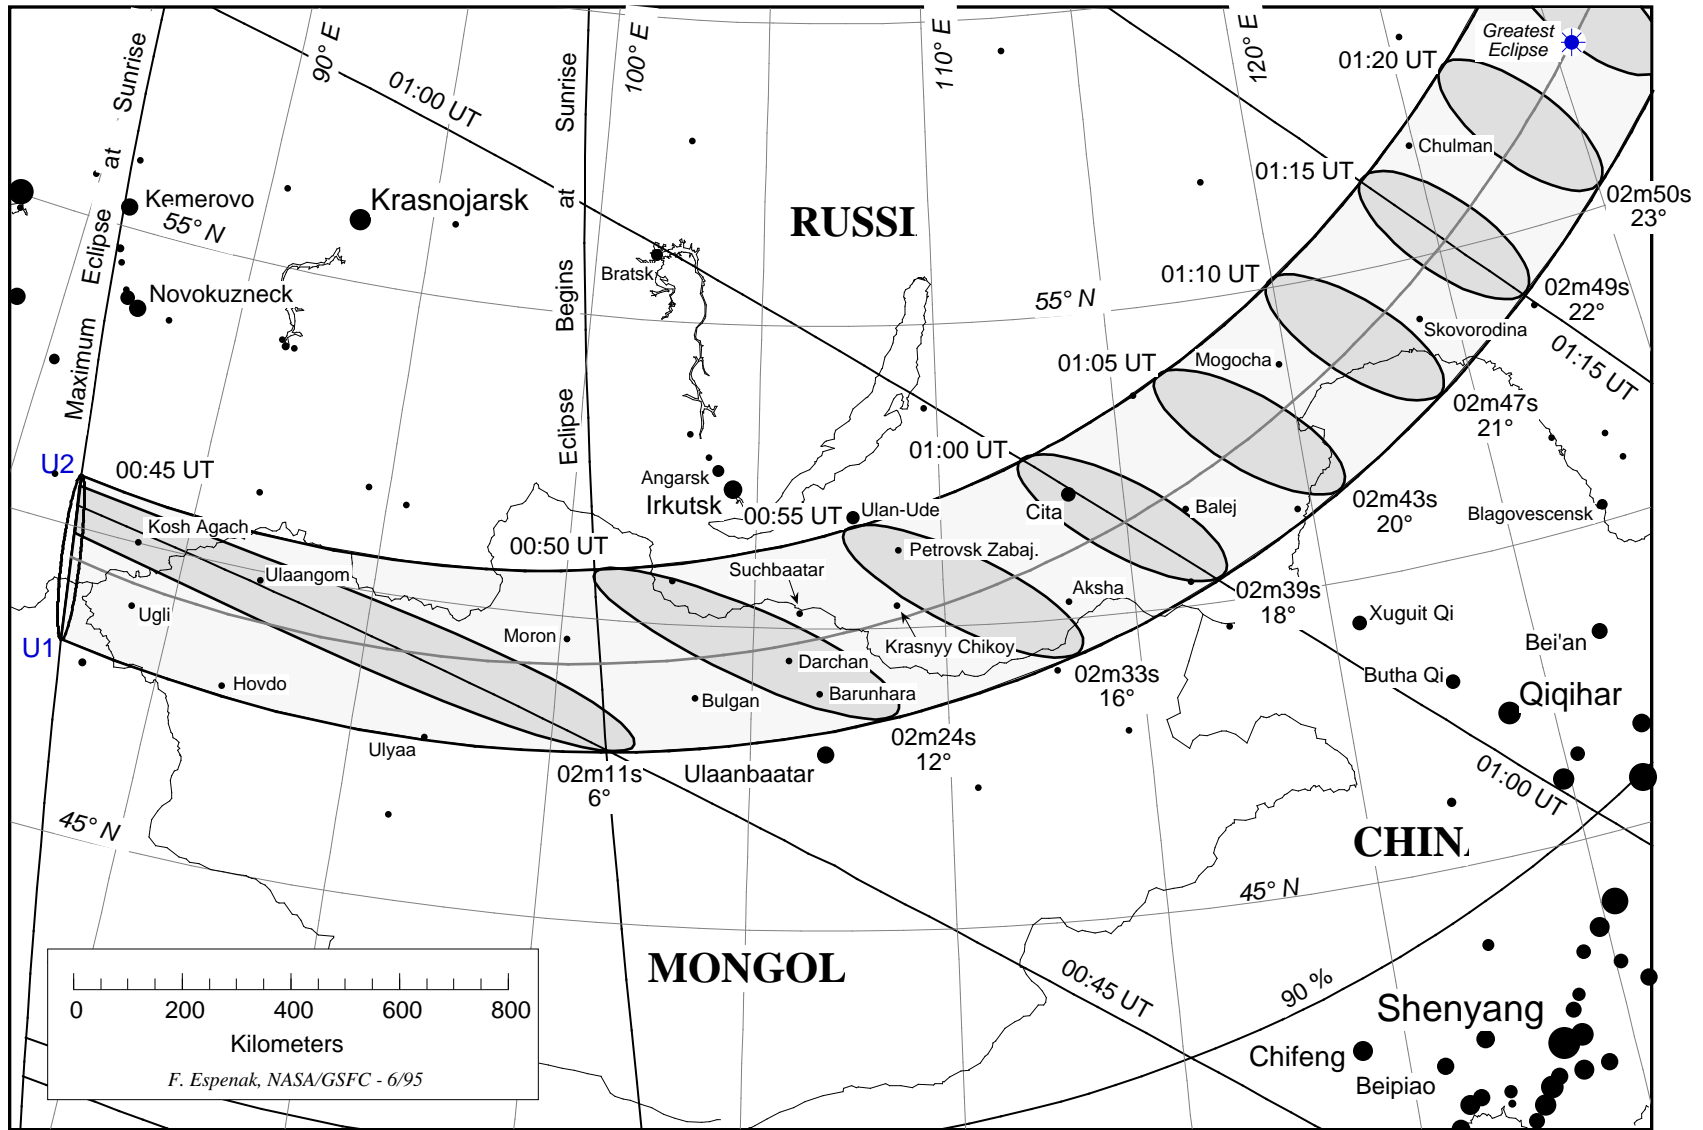 Greatest
Eclipse
120° E
110° E
100° E
90° E
Maximum Eclipse at Sunrise
Eclipse Begins at Sunrise
01:20 UT
01:00 UT
Chulman
01:15 UT
02m50s
23°
Kemerovo
Krasnojarsk
55° N
RUSSI
Bratsk
01:10 UT
02m49s
22°
Novokuzneck
55° N
Skovorodina
01:15 UT
01:05 UT
Mogocha
02m47s
21°
01:00 UT
U2
00:45 UT
Angarsk
Irkutsk
00:55 UT
Ulan-Ude
Cita
Balej
02m43s
20°
Blagovescensk
Kosh Agach
00:50 UT
Petrovsk Zabaj.
Suchbaatar
Ulaangom
Aksha
02m39s
18°
Xuguit Qi
Ugli
Moron
Krasnyy Chikoy
Bei'an
U1
Darchan
02m33s
16°
Butha Qi
Hovdo
Bulgan
Barunhara
Qiqihar
Ulyaa
02m24s
12°
02m11s
6°
Ulaanbaatar
01:00 UT
45° N
CHIN
45° N
MONGOL
00:45 UT
90 %
0 200 400 600 800
Kilometers
F. Espenak, NASA/GSFC - 6/95
Shenyang
Chifeng
Beipiao